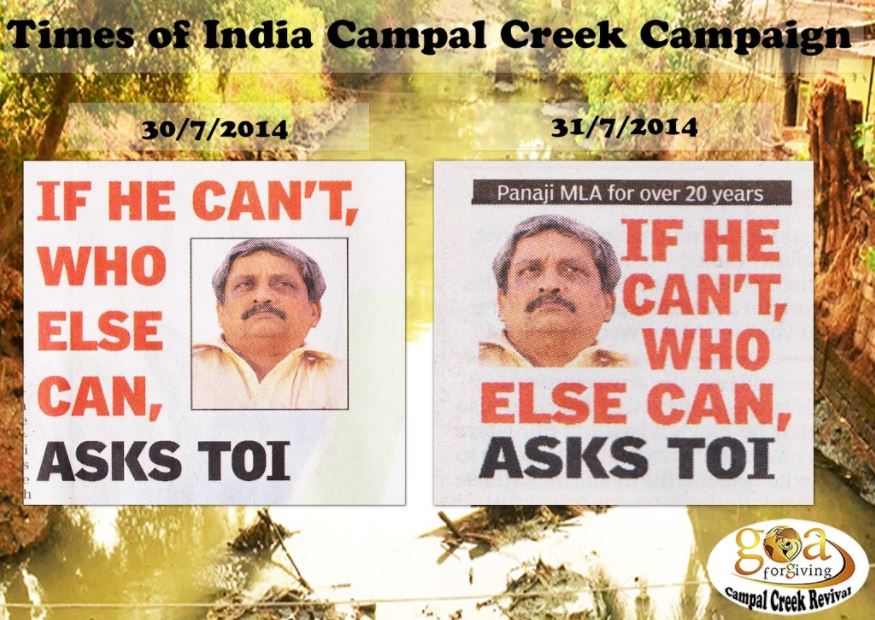 Times of India Campal Creek Campaign
30/7/2014
IF HE CAN'T,
WHO
ELSE
CAN,
ASKS TOI
31/7/2014
Panaji MLA for over 20 years
IF HE
CAN'T,
WHO
ELSE CAN,
ASKS TOI
goa
forgiving
Campal Creek Revival